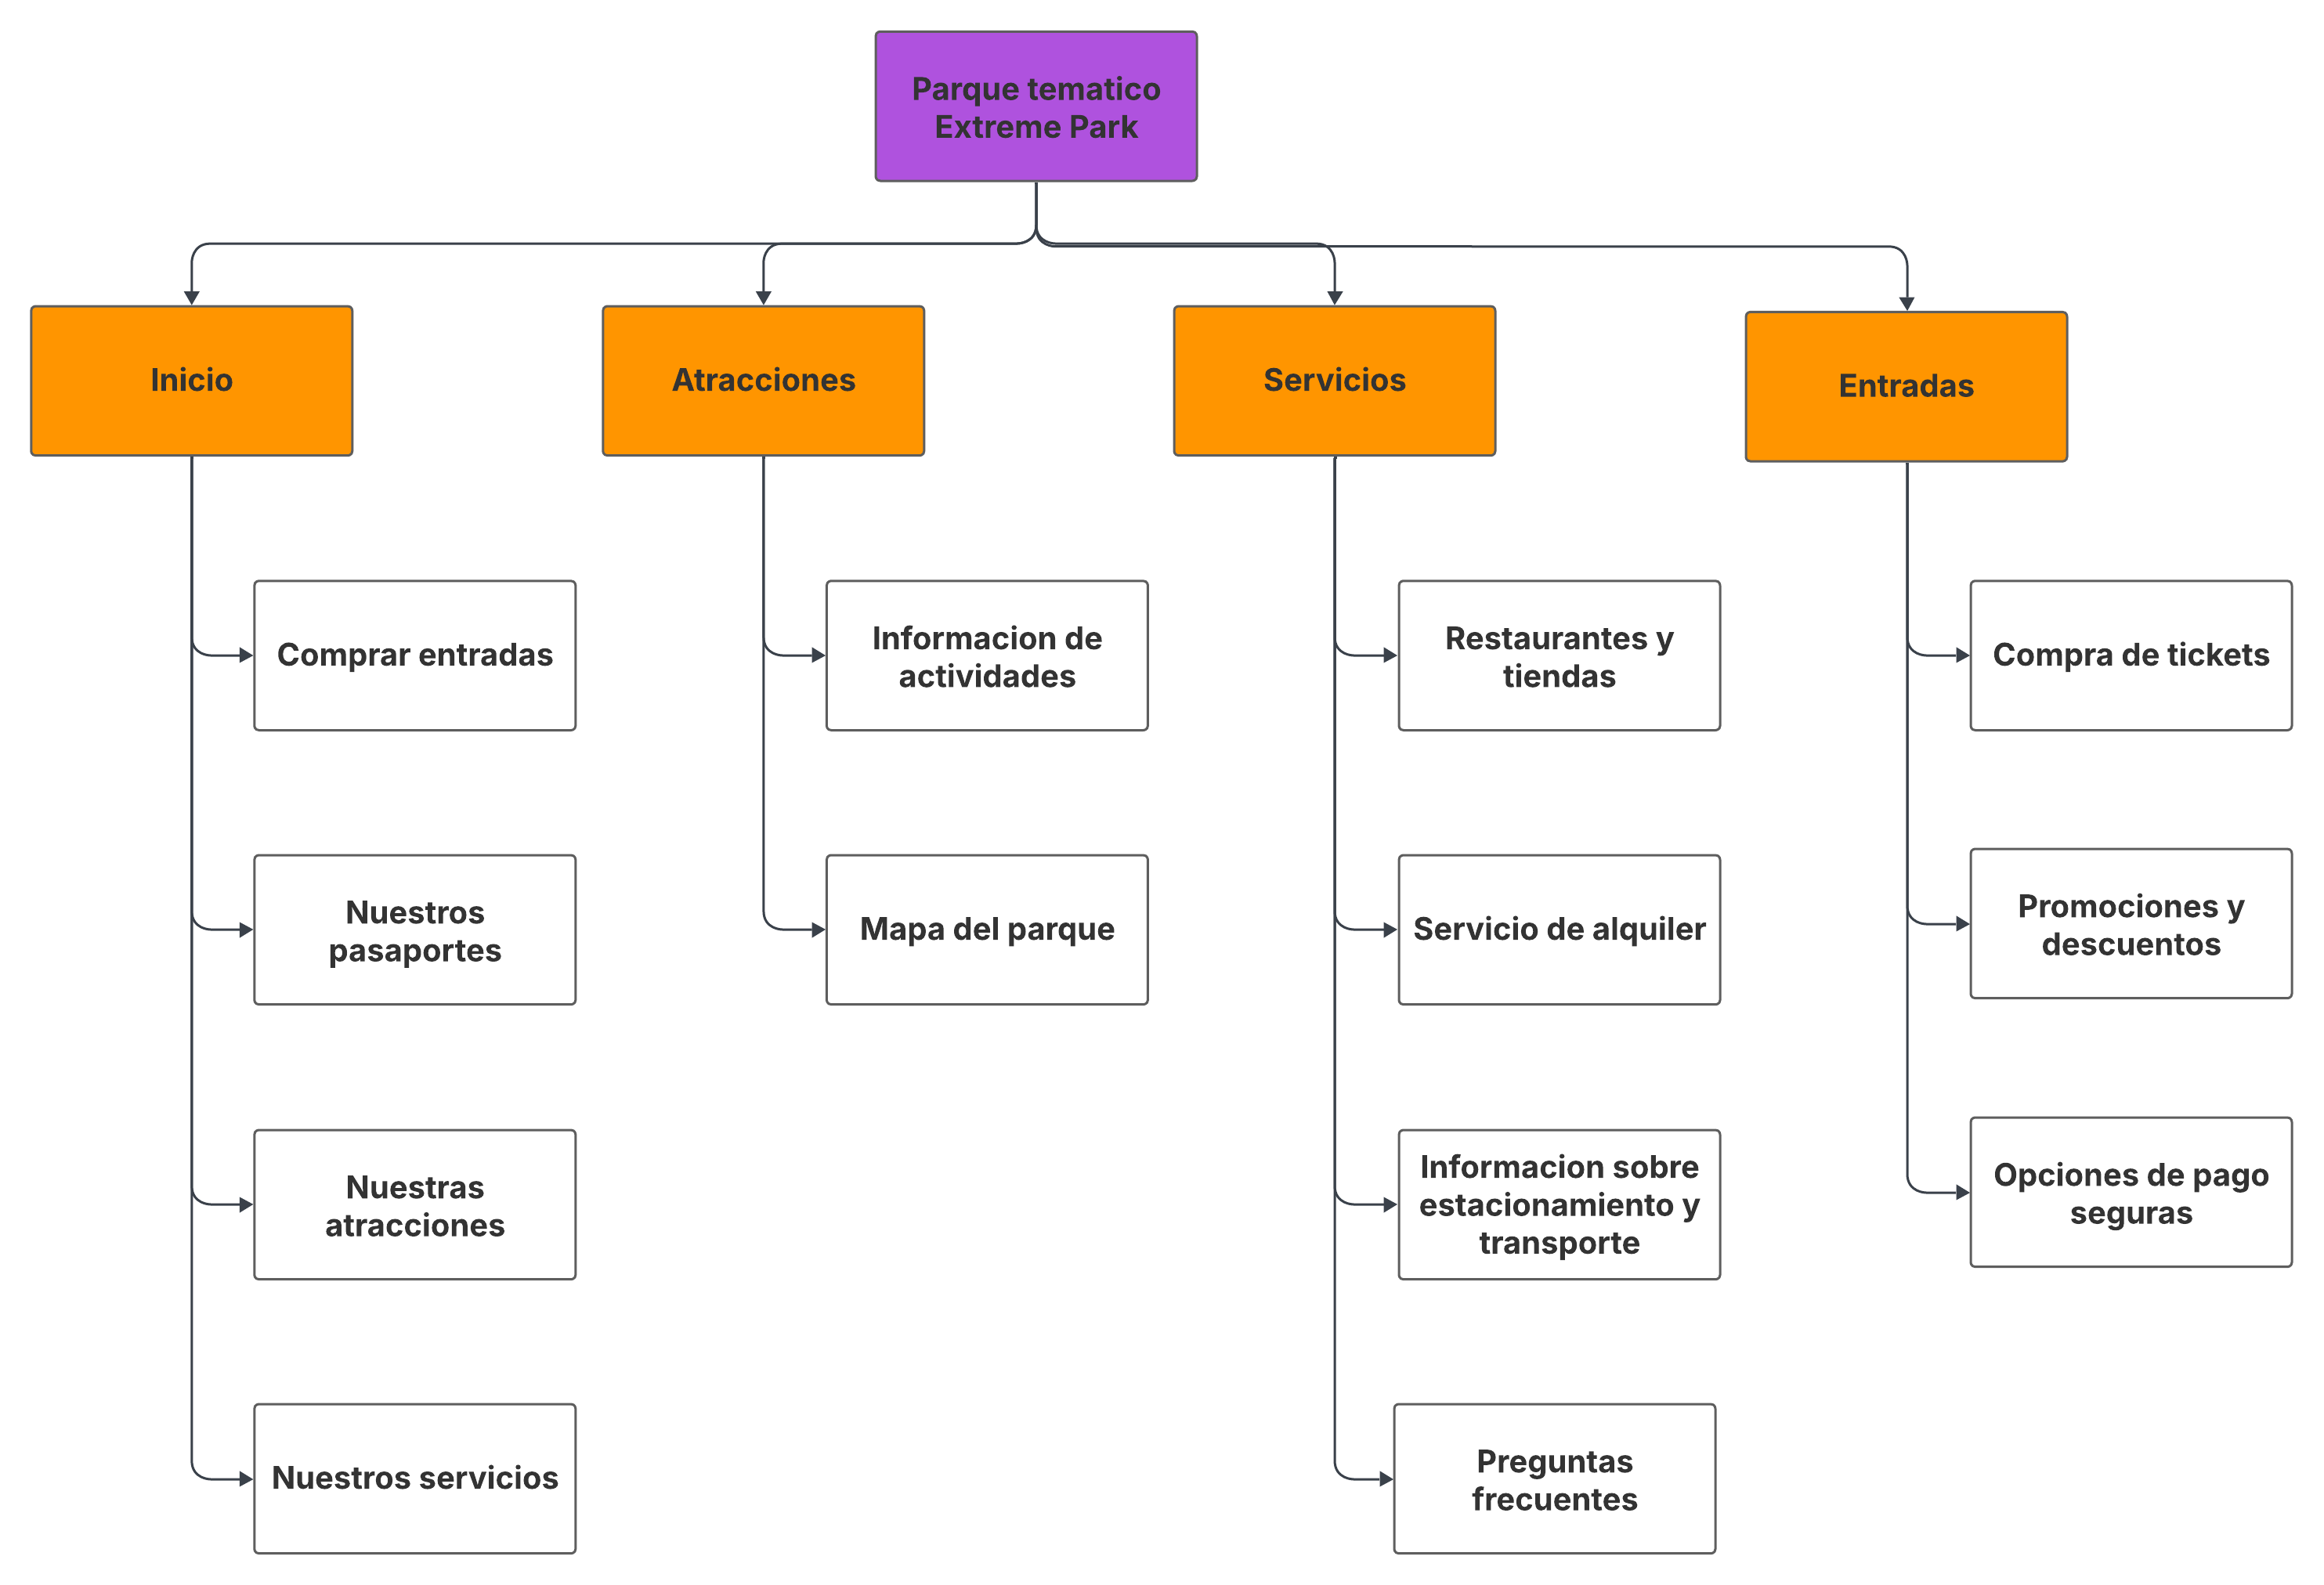 Parque tematico
Extreme Park
Inicio
Atracciones
Servicios
Entradas
Comprar entradas
Nuestros
pasaportes
Nuestras
atracciones
Nuestros servicios
Informacion de
actividades
Mapa del parque
Restaurantes y
tiendas
Servicio de alquiler
Informacion sobre
estacionamiento y
transporte
Preguntas
frecuentes
Compra de tickets
Promociones y
descuentos
Opciones de pago
seguras